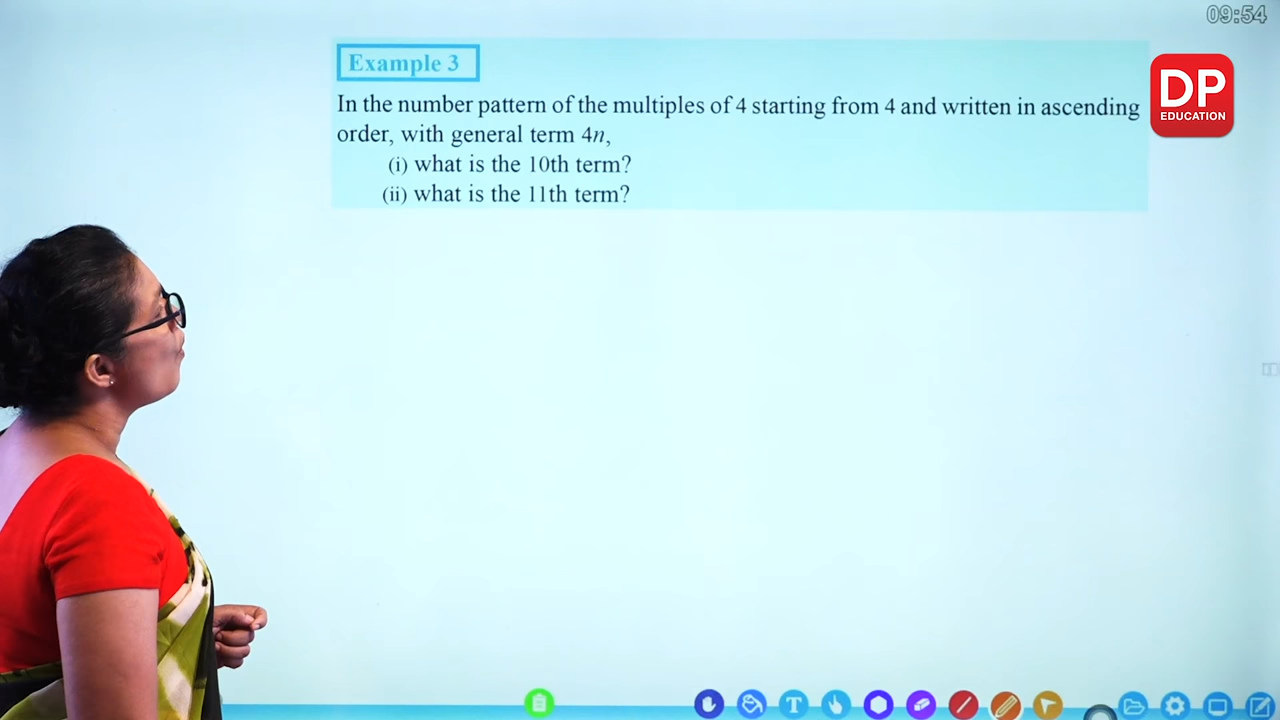 09:54
Example 3
DP
EDUCATION
In the number pattern of the multiples of 4 starting from 4 and written in ascending
order, with general term 4n,
(i) what is the 10th term?
(ii) what is the 11th term?
T